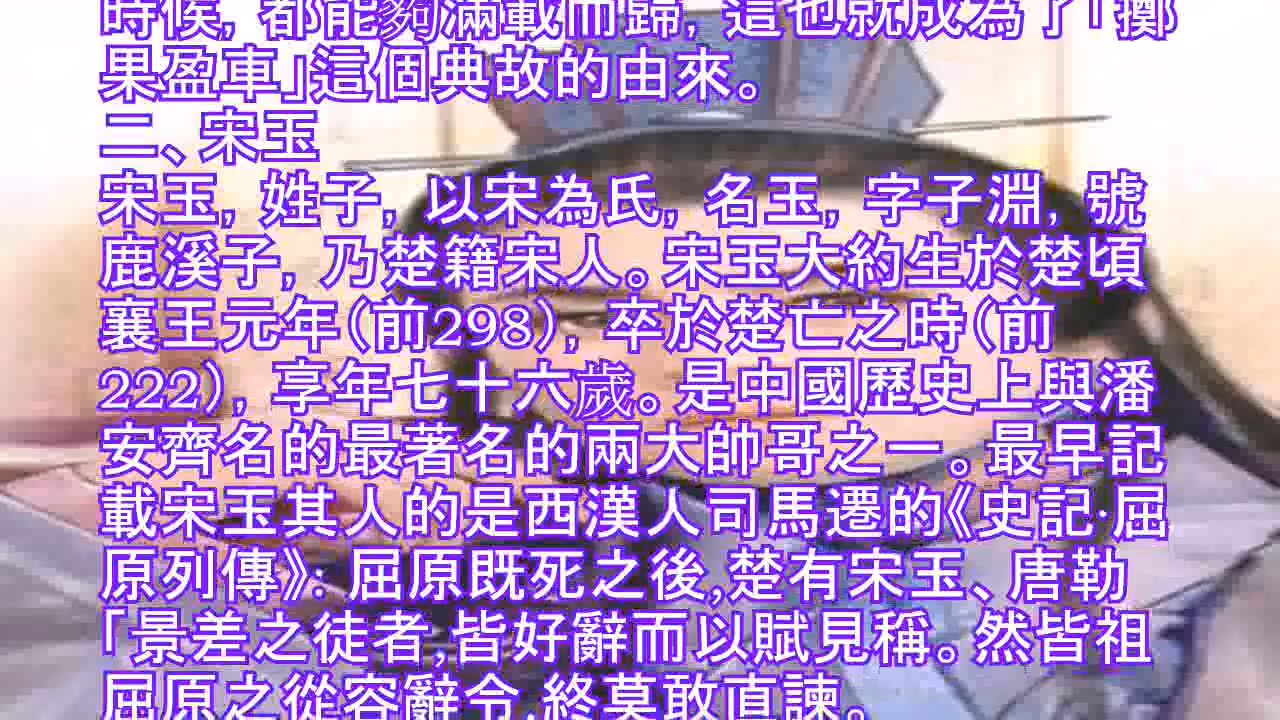 時候, 都能夠滿載而歸, 這也就成為了「擲
果盈車」這個典故的由來。
二、宋玉
宋玉, 姓子, 以宋為氏, 名玉, 字子淵, 號
鹿溪子, 乃楚籍宋人。宋玉大約生於楚頃
襄王元年(前298), 卒於楚亡之時(前
222), 享年七十六歲。是中國歷史上與潘
安齊名的最著名的兩大帥哥之一。最早記
載宋玉其人的是西漢人司馬遷的《史記·屈
原列傳》: 屈原既死之後,楚有宋玉、唐勒
「景差之徒者,皆好辭而以賦見稱。然皆祖
屈原之從容辭令,終莫敢直諫。